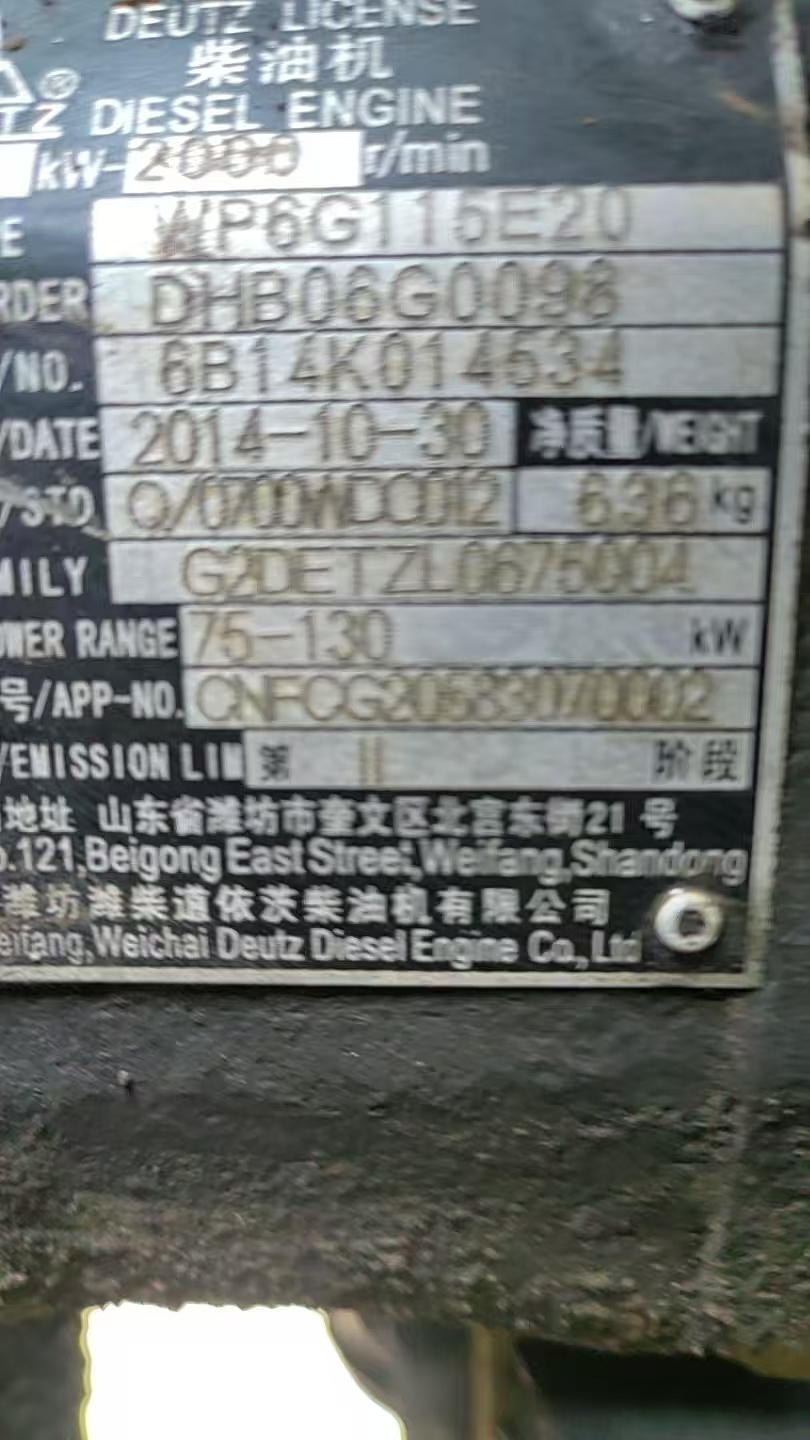 DEUTZ LICENSE
柴油机
TZ® DIESEL ENGINE
kW-2000 r/min
E WP6G115E20
RDER DHB06G0098
/NO. 6B14K014534
/DATE 2014-10-30 净质量/WEIGHT
/STD Q/0700WDC0012 636 kg
MILY G2DETZL0675004
OWER RANGE 75-130 kW
号/APP-NO.
/EMISSION LIM 第 II 阶段
地址 山东省潍坊市奎文区北宫东街21 号
o.121,Beigong East Street,Weifang,Shandong
潍坊潍柴道依茨柴油机有限公司
eifang,Weichai Deutz Diesel Engine Co.,Ltd